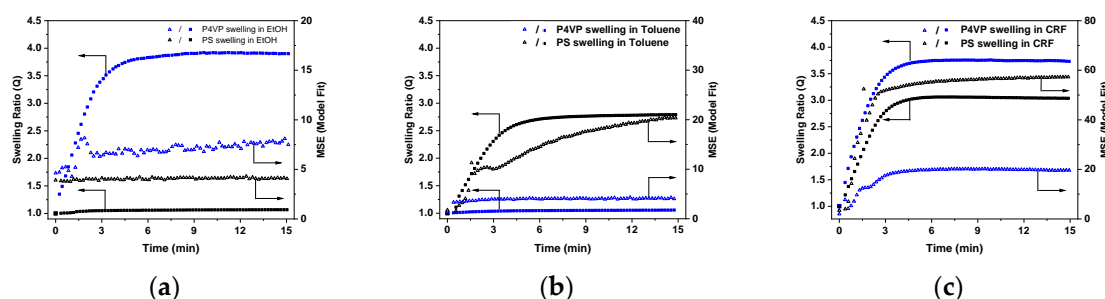 4.5
4.0
3.5
3.0
2.5
2.0
1.5
1.0
Swelling Ratio (Q)
/ P4VP swelling in EtOH
/ PS swelling in EtOH
20
15
10
5
0
MSE (Model Fit)
0 3 6 9 12 15
Time (min)
(a)
4.5
4.0
3.5
3.0
2.5
2.0
1.5
1.0
Swelling Ratio (Q)
/ P4VP swelling in Toluene
/ PS swelling in Toluene
40
30
20
10
0
MSE (Model Fit)
0 3 6 9 12 15
Time (min)
(b)
4.5
4.0
3.5
3.0
2.5
2.0
1.5
1.0
Swelling Ratio (Q)
/ P4VP swelling in CRF
/ PS swelling in CRF
80
60
40
20
0
MSE (Model Fit)
0 3 6 9 12 15
Time (min)
(c)